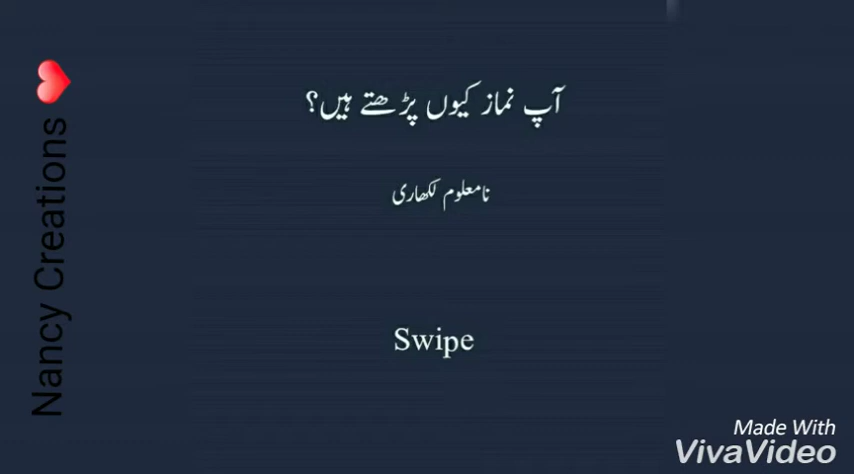 آپ نماز کیوں پڑھتے ہیں؟
نامعلوم لکھاری
Swipe
Nancy Creations
Made With
VivaVideo